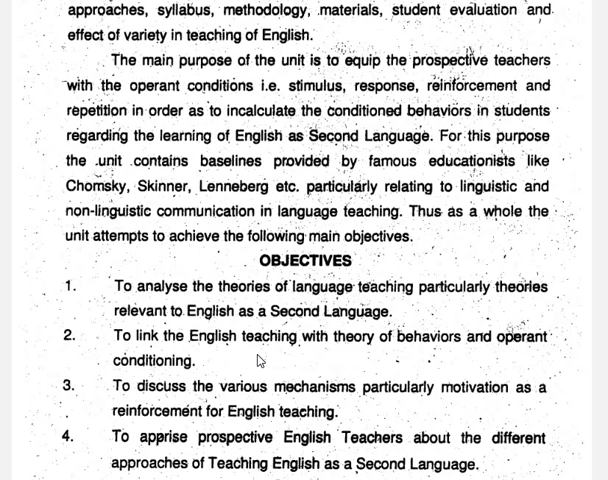 approaches, syllabus, methodology, materials, student evaluation and
effect of variety in teaching of English.
The main purpose of the unit is to equip the prospective teachers
with the operant conditions i.e. stimulus, response, reinforcement and
repetition in order as to incalculate the conditioned behaviors in students
regarding the learning of English as Second Language. For this purpose
the unit contains baselines provided by famous educationists like
Chomsky, Skinner, Lenneberg etc. particularly relating to linguistic and
non-linguistic communication in language teaching. Thus as a whole the
unit attempts to achieve the following main objectives.
OBJECTIVES
1. To analyse the theories of language teaching particularly theories
relevant to English as a Second Language.
2. To link the English teaching with theory of behaviors and operant
conditioning.
3. To discuss the various mechanisms particularly motivation as a
reinforcement for English teaching.
4. To apprise prospective English Teachers about the different
approaches of Teaching English as a Second Language.